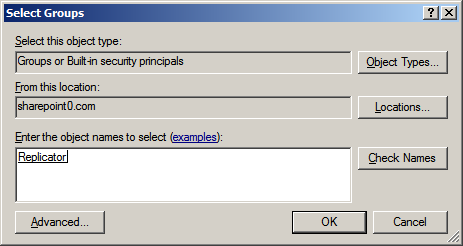 Select Groups
Select this object type:
Groups or Built-in security principals
Object Types...
From this location:
sharepoint0.com
Locations...
Enter the object names to select (examples):
Replicator
Check Names
Advanced...
OK
Cancel